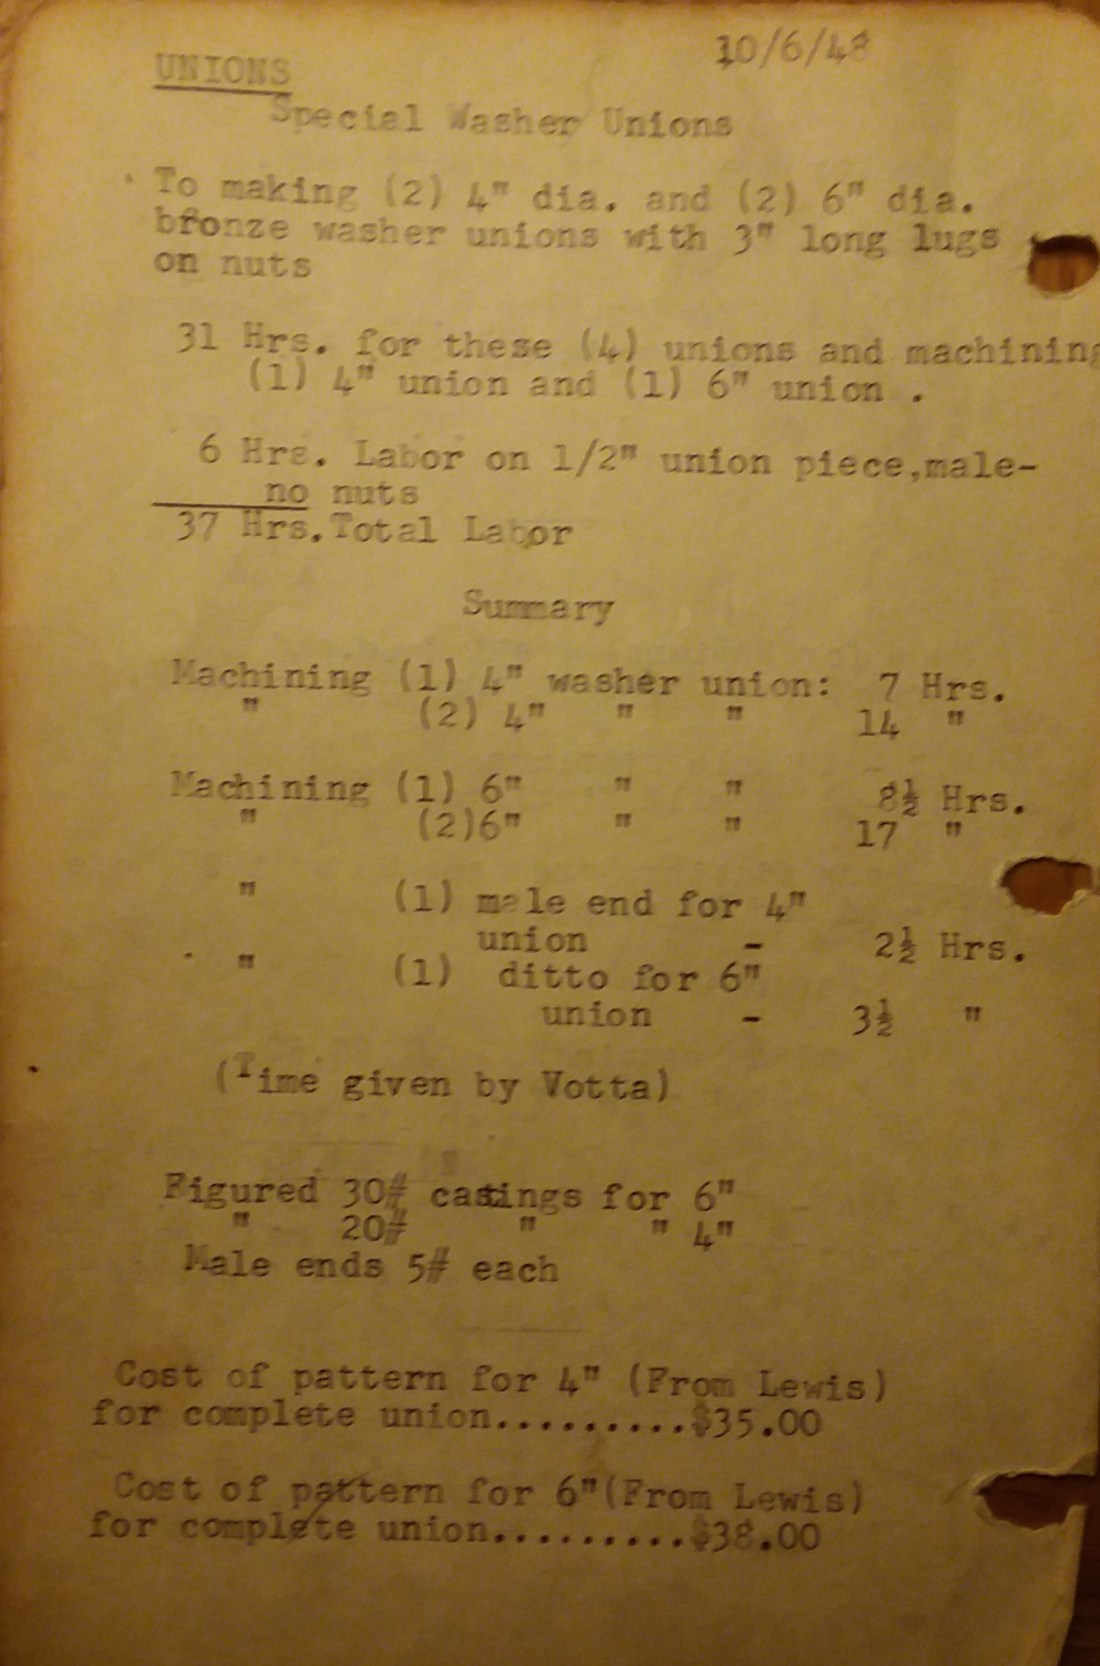 10/6/48
UNIONS
Special Washer Unions
To making (2) 4" dia. and (2) 6" dia.
bronze washer unions with 3" long lugs
on nuts
31 Hrs. for these (4) unions and machining
(1) 4" union and (1) 6" union .
6 Hrs. Labor on 1/2" union piece,male-
no nuts
37 Hrs.Total Labor
Summary
Machining (1) 4" washer union: 7 Hrs.
" (2) 4" " " 14 "
Machining (1) 6" " " 8½ Hrs.
" (2)6" " " 17 "
" (1) male end for 4"
union - 2½ Hrs.
" (1) ditto for 6"
union - 3½ "
(Time given by Votta)
Figured 30# castings for 6"
" 20# " " 4"
Male ends 5# each
Cost of pattern for 4" (From Lewis)
for complete union.........$35.00
Cost of pattern for 6"(From Lewis)
for complete union.........$38.00